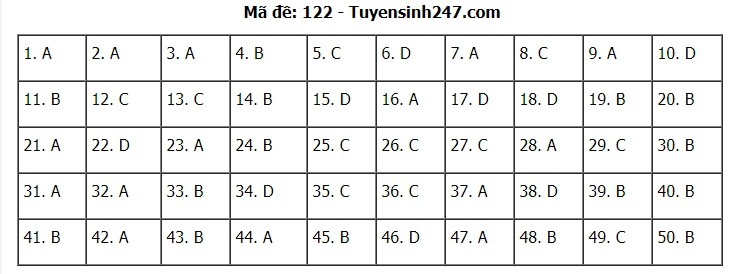 Mã đề: 122 - Tuyensinh247.com
1. A 2. A 3. A 4. B 5. C 6. D 7. A 8. C 9. A 10. D
11. B 12. C 13. C 14. B 15. D 16. A 17. D 18. D 19. B 20. B
21. A 22. D 23. A 24. B 25. C 26. C 27. C 28. A 29. C 30. B
31. A 32. A 33. B 34. D 35. C 36. C 37. A 38. D 39. B 40. B
41. B 42. A 43. B 44. A 45. B 46. D 47. A 48. B 49. C 50. B